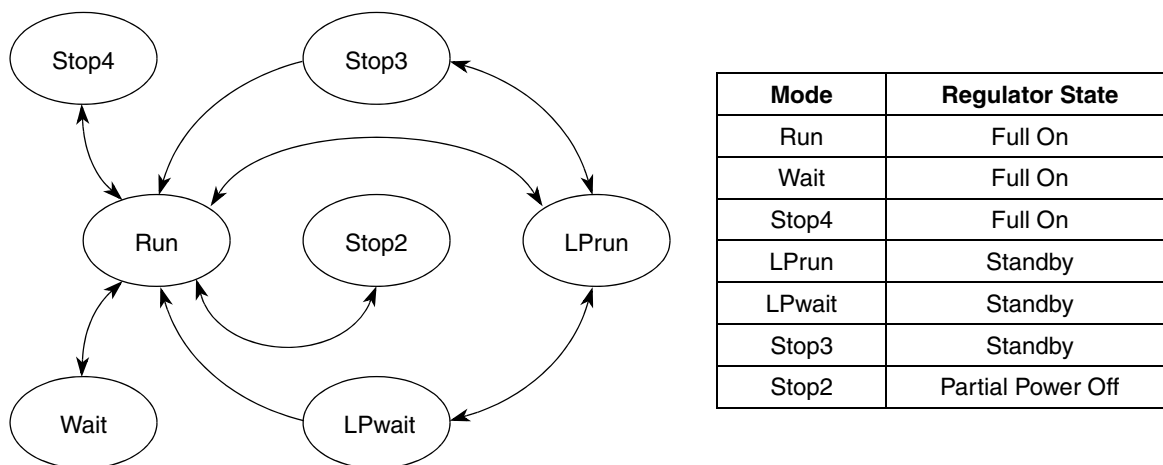 Stop4
Stop3
Run
Stop2
LPrun
Wait
LPwait
Mode Regulator State
Run Full On
Wait Full On
Stop4 Full On
LPrun Standby
LPwait Standby
Stop3 Standby
Stop2 Partial Power Off